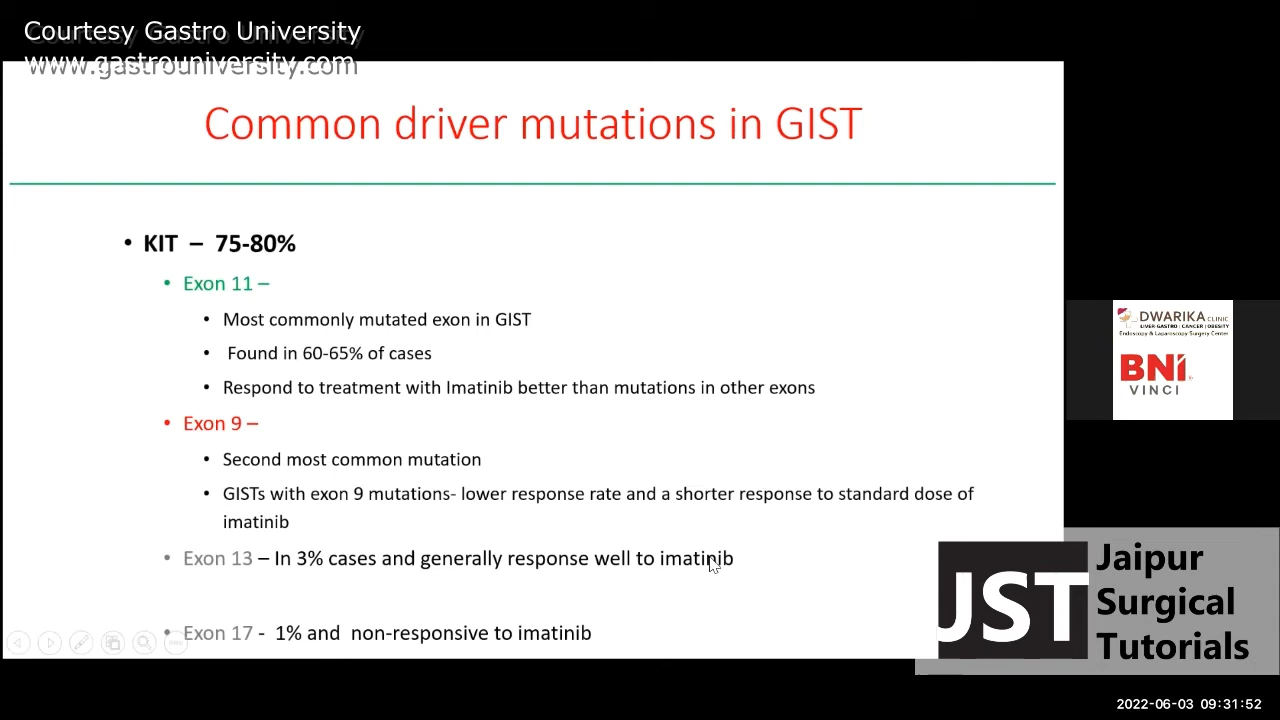 Courtesy Gastro University
www.gastrouniversity.com
Common driver mutations in GIST
• KIT – 75-80%
• Exon 11 –
• Most commonly mutated exon in GIST
• Found in 60-65% of cases
• Respond to treatment with Imatinib better than mutations in other exons
• Exon 9 –
• Second most common mutation
• GISTs with exon 9 mutations- lower response rate and a shorter response to standard dose of
imatinib
• Exon 13 – In 3% cases and generally response well to imatinib
• Exon 17 - 1% and non-responsive to imatinib
DWARIKA CLINIC
LIVER-GASTRO | CANCER | OBESITY
Endoscopy & Laparoscopy Surgery Center
BNI
VINCI
JST
Jaipur
Surgical
Tutorials
2022-06-03 09:31:52